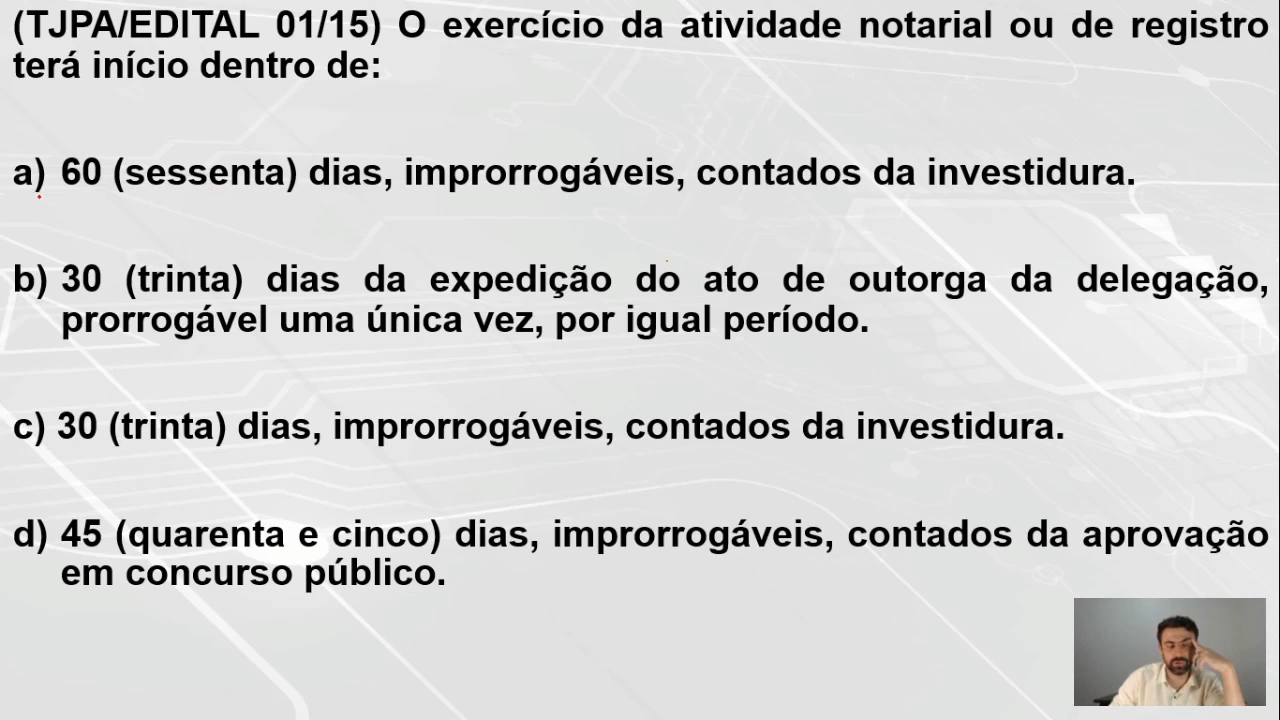 (TJPA/EDITAL 01/15) O exercício da atividade notarial ou de registro
terá início dentro de:
a) 60 (sessenta) dias, improrrogáveis, contados da investidura.
b) 30 (trinta) dias da expedição do ato de outorga da delegação,
prorrogável uma única vez, por igual período.
c) 30 (trinta) dias, improrrogáveis, contados da investidura.
d) 45 (quarenta e cinco) dias, improrrogáveis, contados da aprovação
em concurso público.